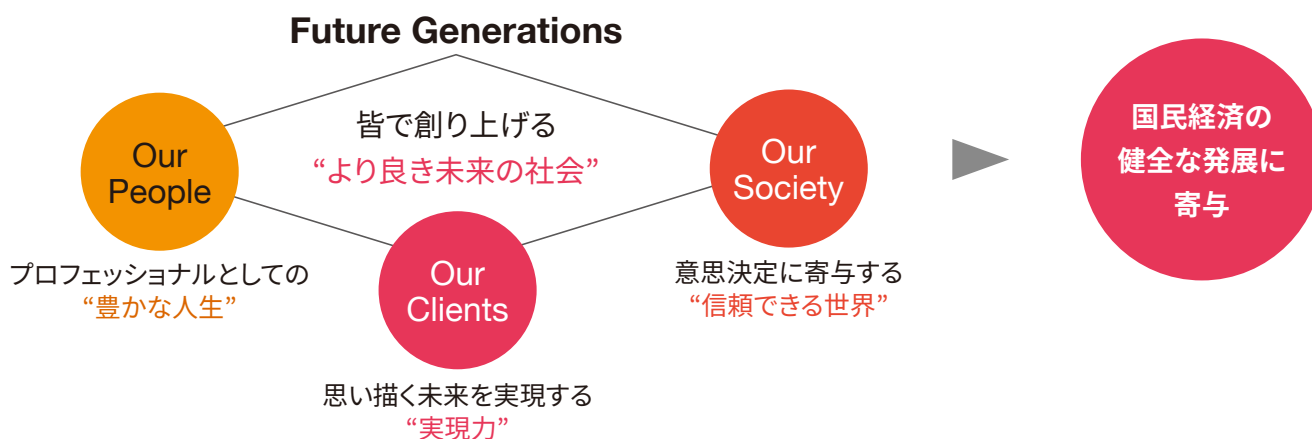 Future Generations
皆で創り上げる
“より良き未来の社会”
Our
People
プロフェッショナルとしての
“豊かな人生”
Our
Clients
思い描く未来を実現する
“実現力”
Our
Society
意思決定に寄与する
“信頼できる世界”
国民経済の
健全な発展に
寄与